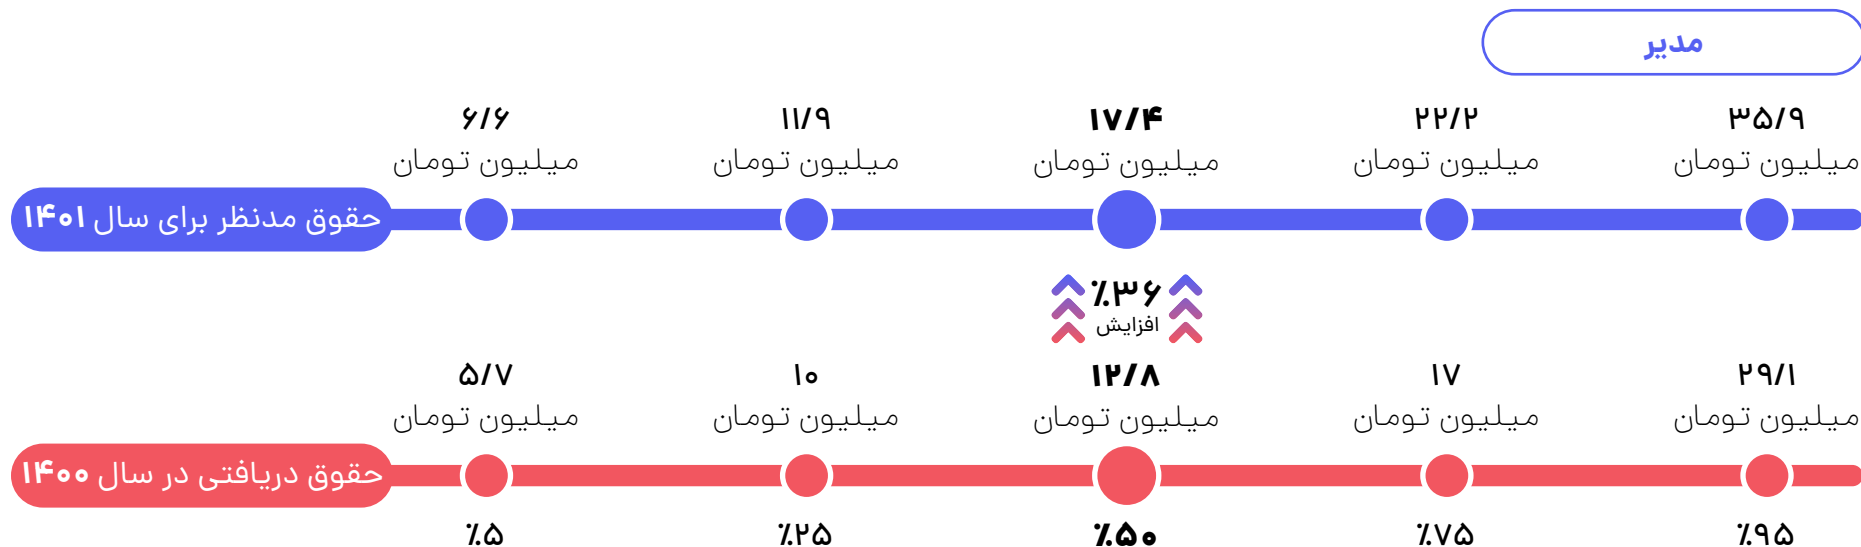 مدیر
۶/۶
میلیون تومان
۱۱/۹
میلیون تومان
۱۷/۴
میلیون تومان
۲۲/۲
میلیون تومان
۳۵/۹
میلیون تومان
حقوق مدنظر برای سال ۱۴۰۱
٪۳۶
افزایش
۵/۷
میلیون تومان
۱۰
میلیون تومان
۱۲/۸
میلیون تومان
۱۷
میلیون تومان
۲۹/۱
میلیون تومان
حقوق دریافتی در سال ۱۴۰۰
٪۵
٪۲۵
٪۵۰
٪۷۵
٪۹۵